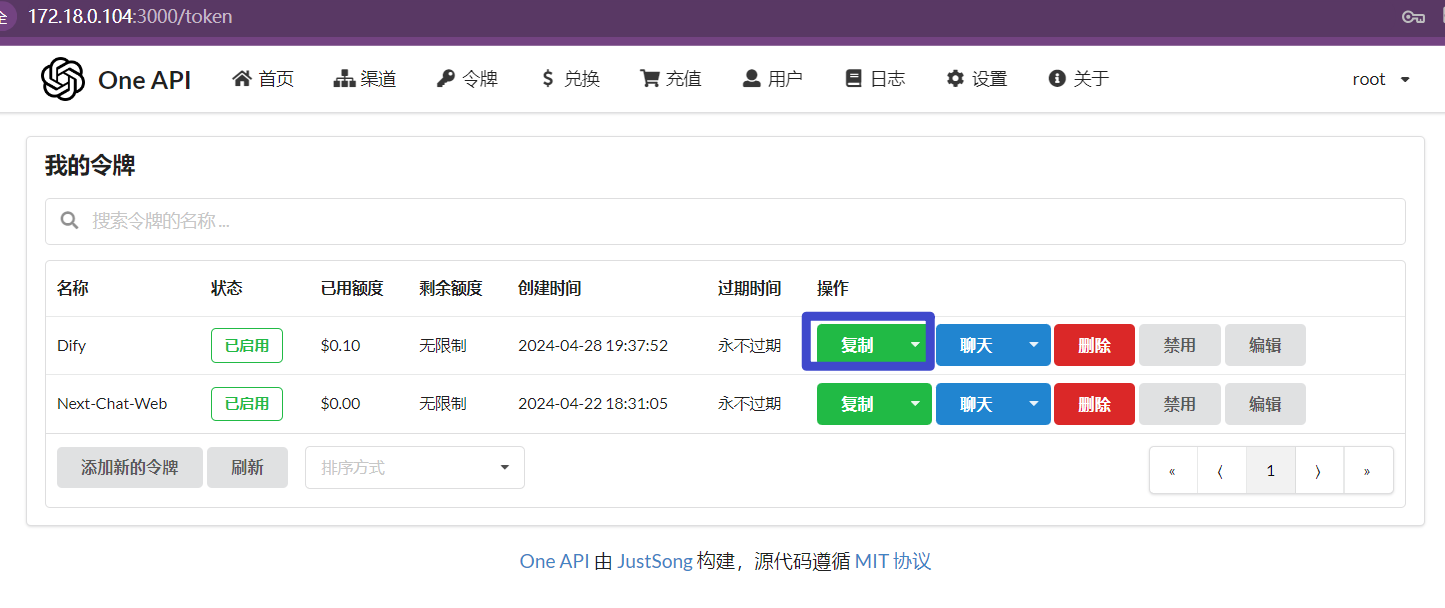 全 172.18.0.104:3000/token
One API 首页 渠道 令牌 兑换 充值 用户 日志 设置 关于 root
我的令牌
搜索令牌的名称 ...
名称 状态 已用额度 剩余额度 创建时间 过期时间 操作
Dify 已启用 $0.10 无限制 2024-04-28 19:37:52 永不过期 复制 聊天 删除 禁用 编辑
Next-Chat-Web 已启用 $0.00 无限制 2024-04-22 18:31:05 永不过期 复制 聊天 删除 禁用 编辑
添加新的令牌 刷新 排序方式 « ⟨ 1 ⟩ »
One API 由 JustSong 构建，源代码遵循 MIT 协议